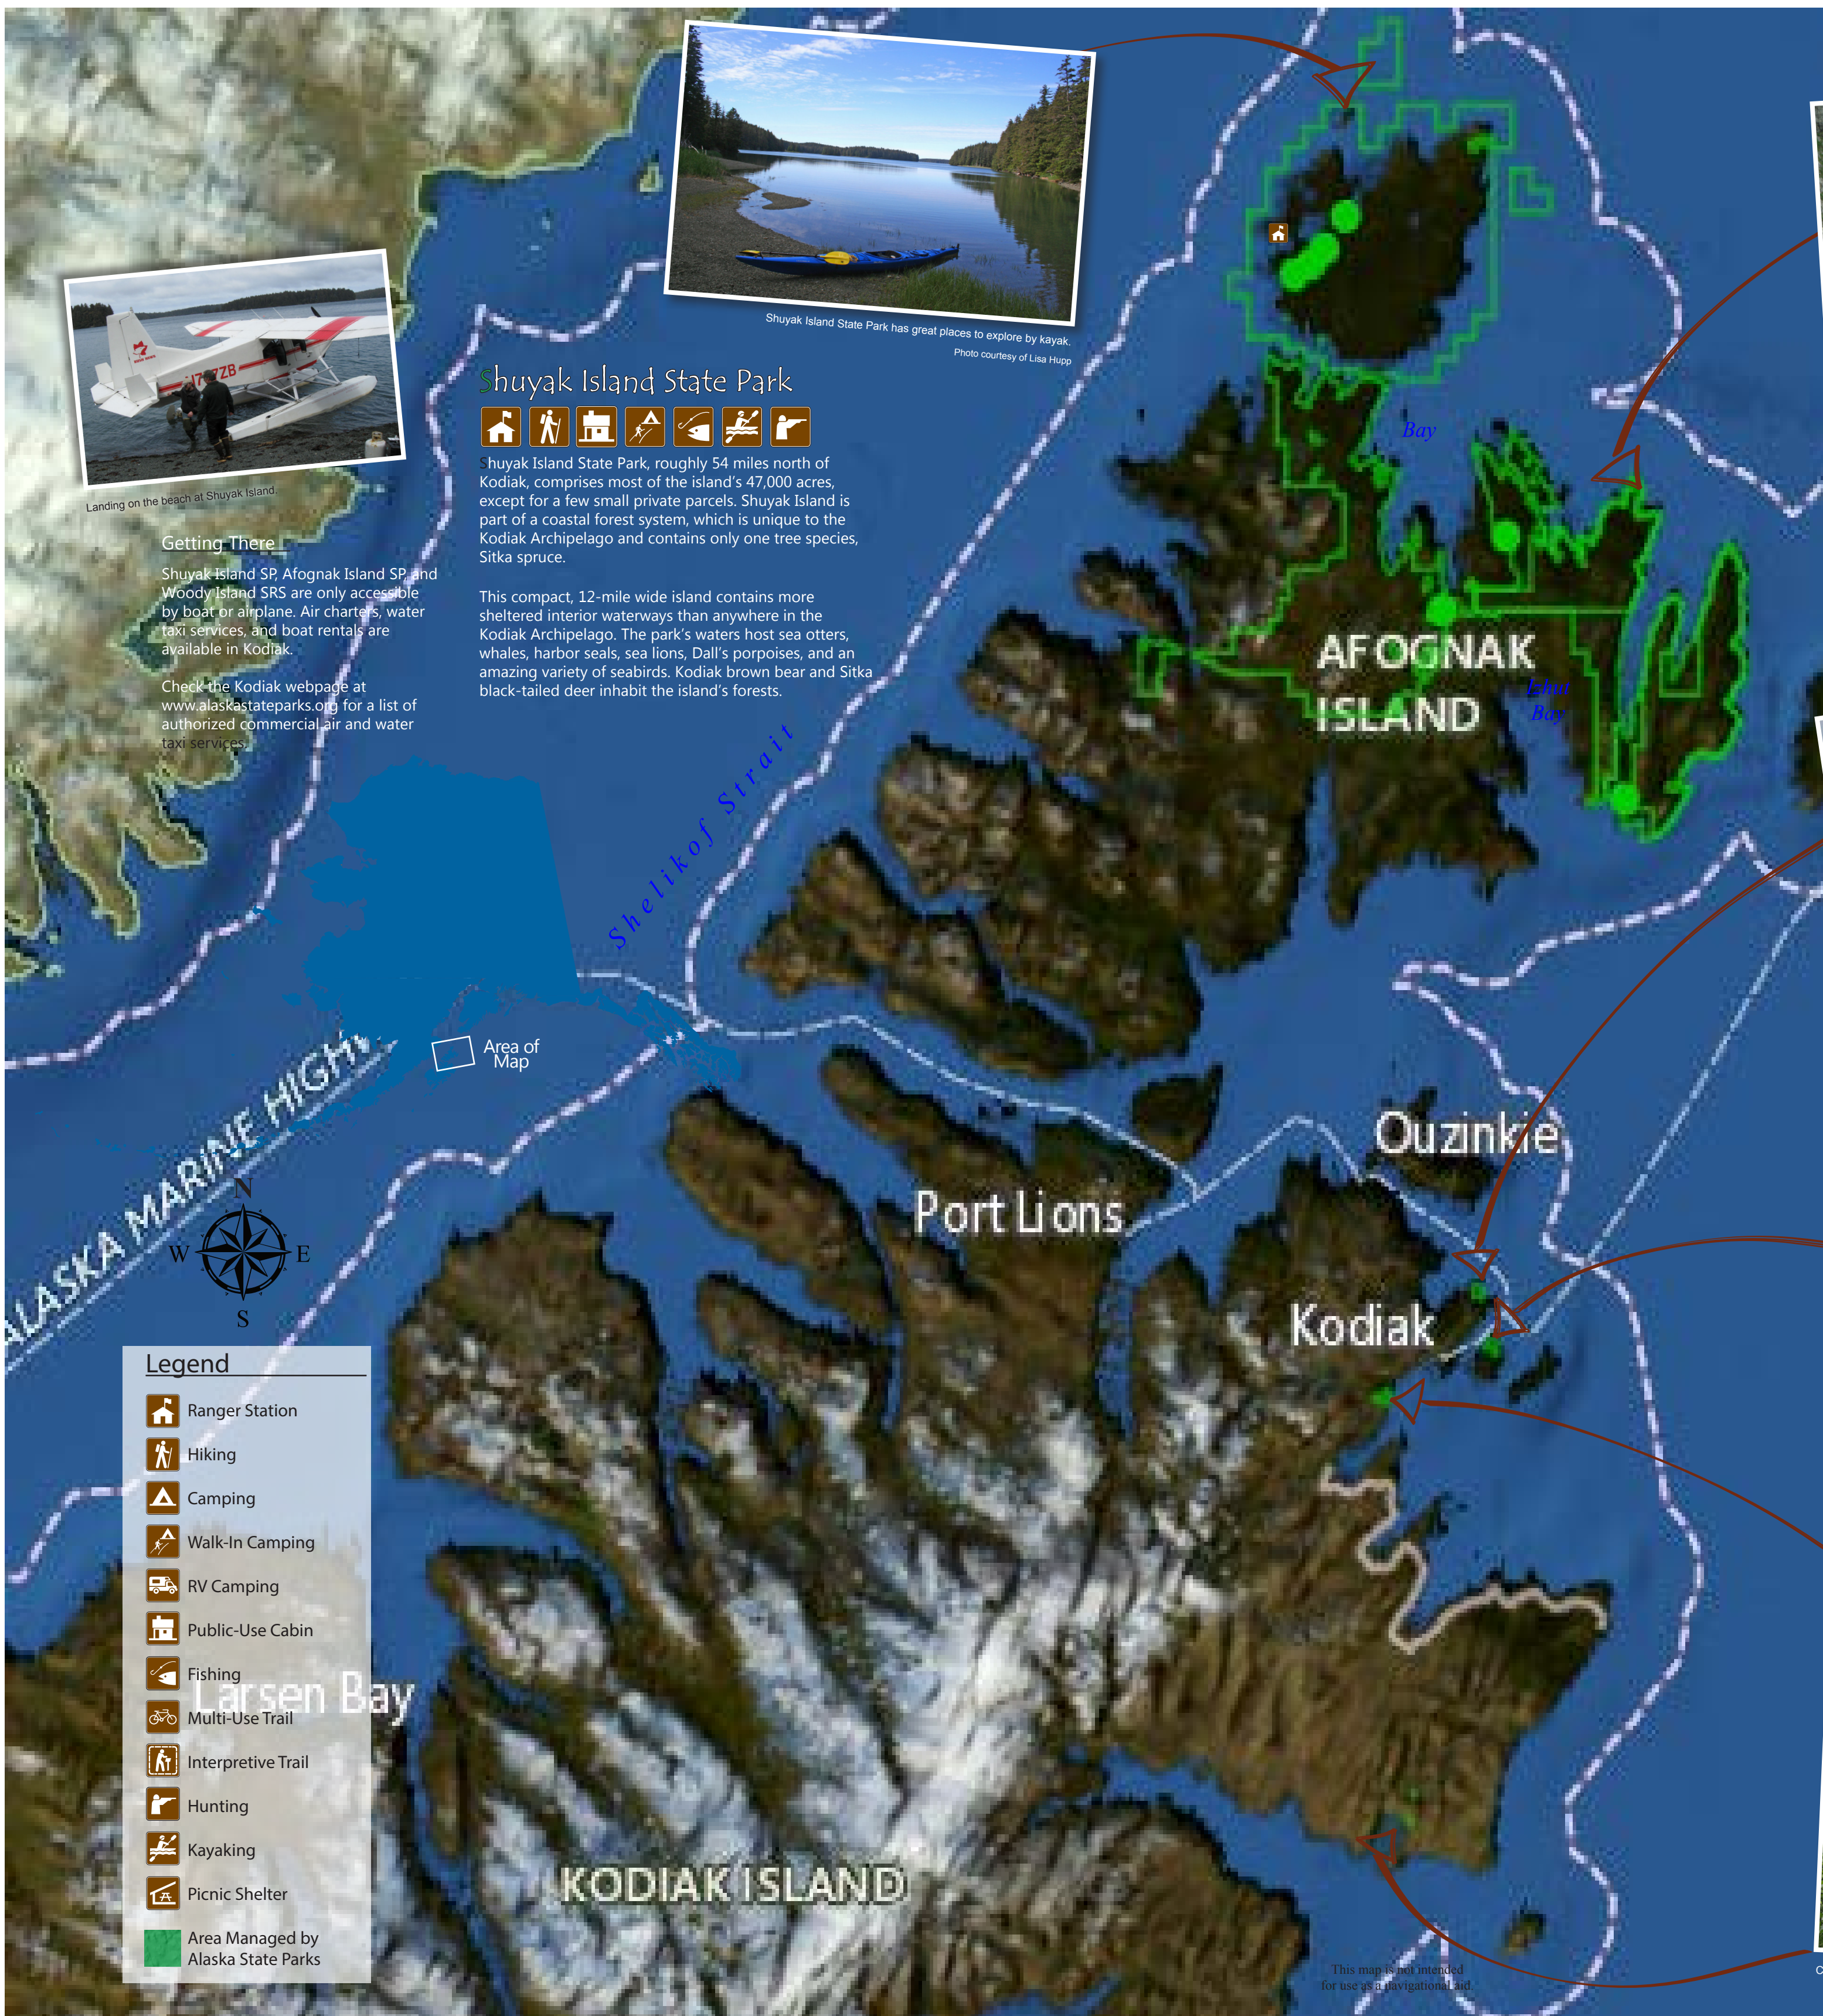 Shuyak Island State Park has great places to explore by kayak.
Photo courtesy of Lisa Hupp
Landing on the beach at Shuyak Island.
Shuyak Island State Park
Shuyak Island State Park, roughly 54 miles north of
Kodiak, comprises most of the island's 47,000 acres,
except for a few small private parcels. Shuyak Island is
part of a coastal forest system, which is unique to the
Kodiak Archipelago and contains only one tree species,
Sitka spruce.
This compact, 12-mile wide island contains more
sheltered interior waterways than anywhere in the
Kodiak Archipelago. The park's waters host sea otters,
whales, harbor seals, sea lions, Dall's porpoises, and an
amazing variety of seabirds. Kodiak brown bear and Sitka
black-tailed deer inhabit the island's forests.
Getting There
Shuyak Island SP, Afognak Island SP, and
Woody Island SRS are only accessible
by boat or airplane. Air charters, water
taxi services, and boat rentals are
available in Kodiak.
Check the Kodiak webpage at
www.alaskastateparks.org for a list of
authorized commercial air and water
taxi services.
Bay
AFOGNAK
ISLAND
Izhut
Bay
Shelikof Strait
Area of
Map
ALASKA MARINE HIGH
N
W
E
S
Ouzinkie
Port Lions
Kodiak
Larsen Bay
KODIAK ISLAND
Legend
Ranger Station
Hiking
Camping
Walk-In Camping
RV Camping
Public-Use Cabin
Fishing
Multi-Use Trail
Interpretive Trail
Hunting
Kayaking
Picnic Shelter
Area Managed by
Alaska State Parks
This map is not intended
for use as a navigational aid.